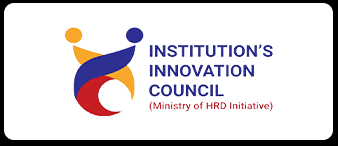 INSTITUTION'S
INNOVATION
COUNCIL
(Ministry of HRD Initiative)